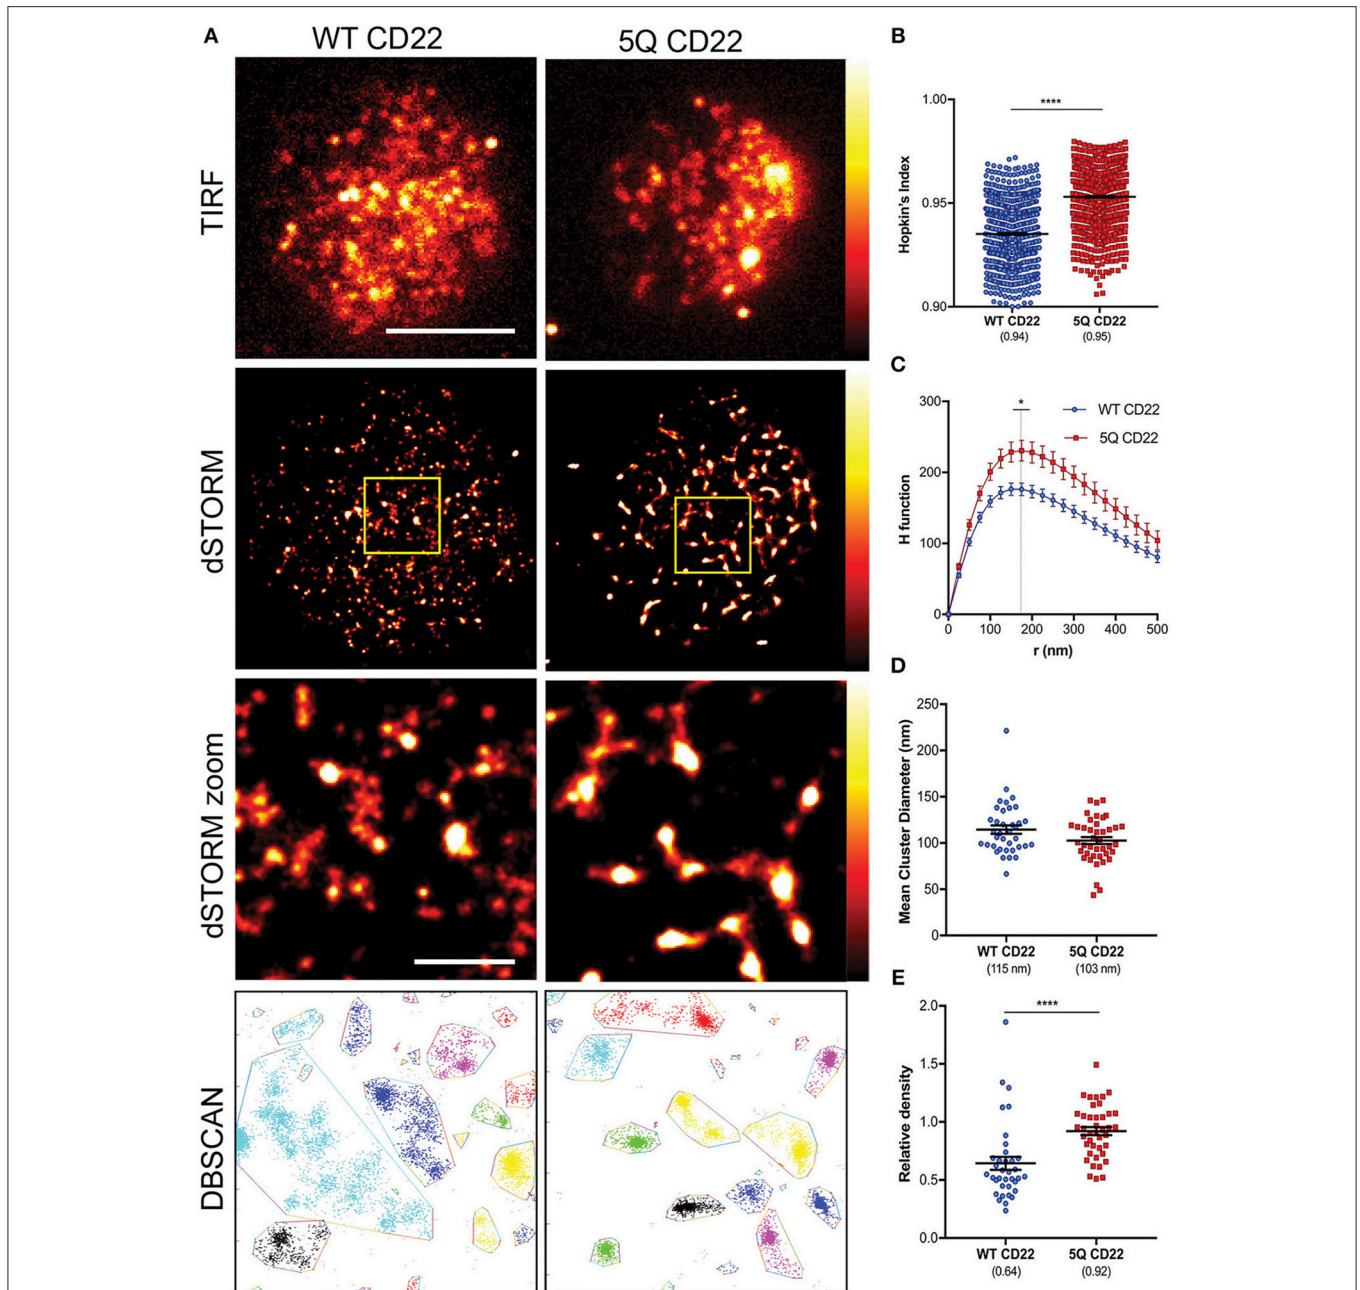 A
WT CD22
5Q CD22
TIRF
dSTORM
dSTORM zoom
DBSCAN
B
1.00
0.95
0.90
Hopkin's Index
****
WT CD22
(0.94)
5Q CD22
(0.95)
C
300
200
100
0
H function
*
WT CD22
5Q CD22
0 100 200 300 400 500
r (nm)
D
250
200
150
100
50
0
Mean Cluster Diameter (nm)
WT CD22
(115 nm)
5Q CD22
(103 nm)
E
2.0
1.5
1.0
0.5
0.0
Relative density
****
WT CD22
(0.64)
5Q CD22
(0.92)